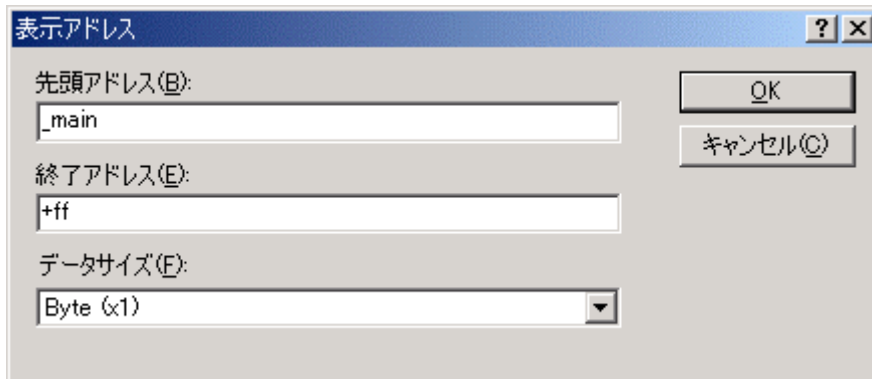 表示アドレス
先頭アドレス(B):
_main
終了アドレス(E):
+ff
データサイズ(F):
Byte (x1)
OK
キャンセル(C)